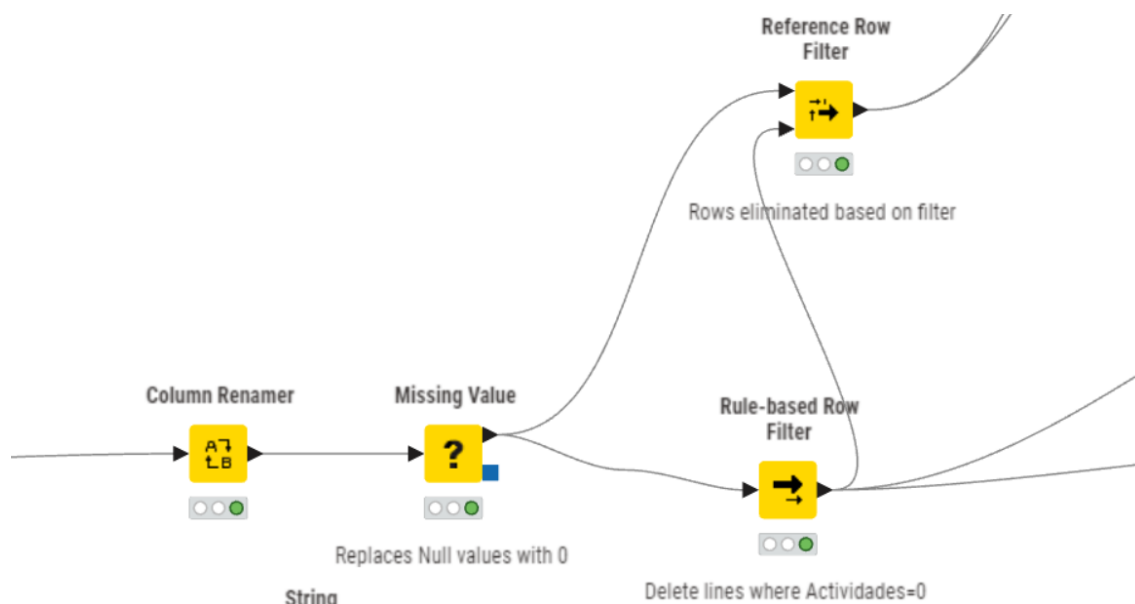 Reference Row
Filter
Rows eliminated based on filter
Column Renamer
Missing Value
Rule-based Row
Filter
A
B
?
Replaces Null values with 0
Delete lines where Actividades=0
String